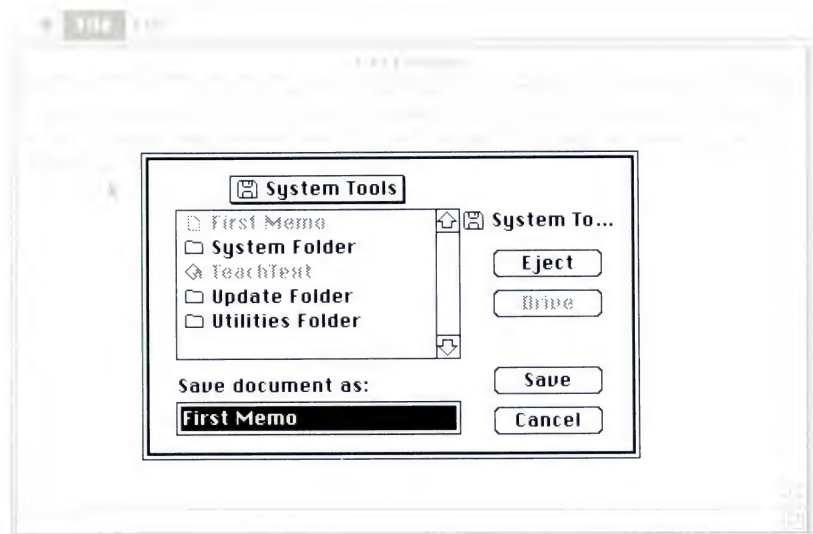 File
System Tools
First Memo
System Folder
TeachText
Update Folder
Utilities Folder
System To...
Eject
Drive
Save document as:
First Memo
Save
Cancel